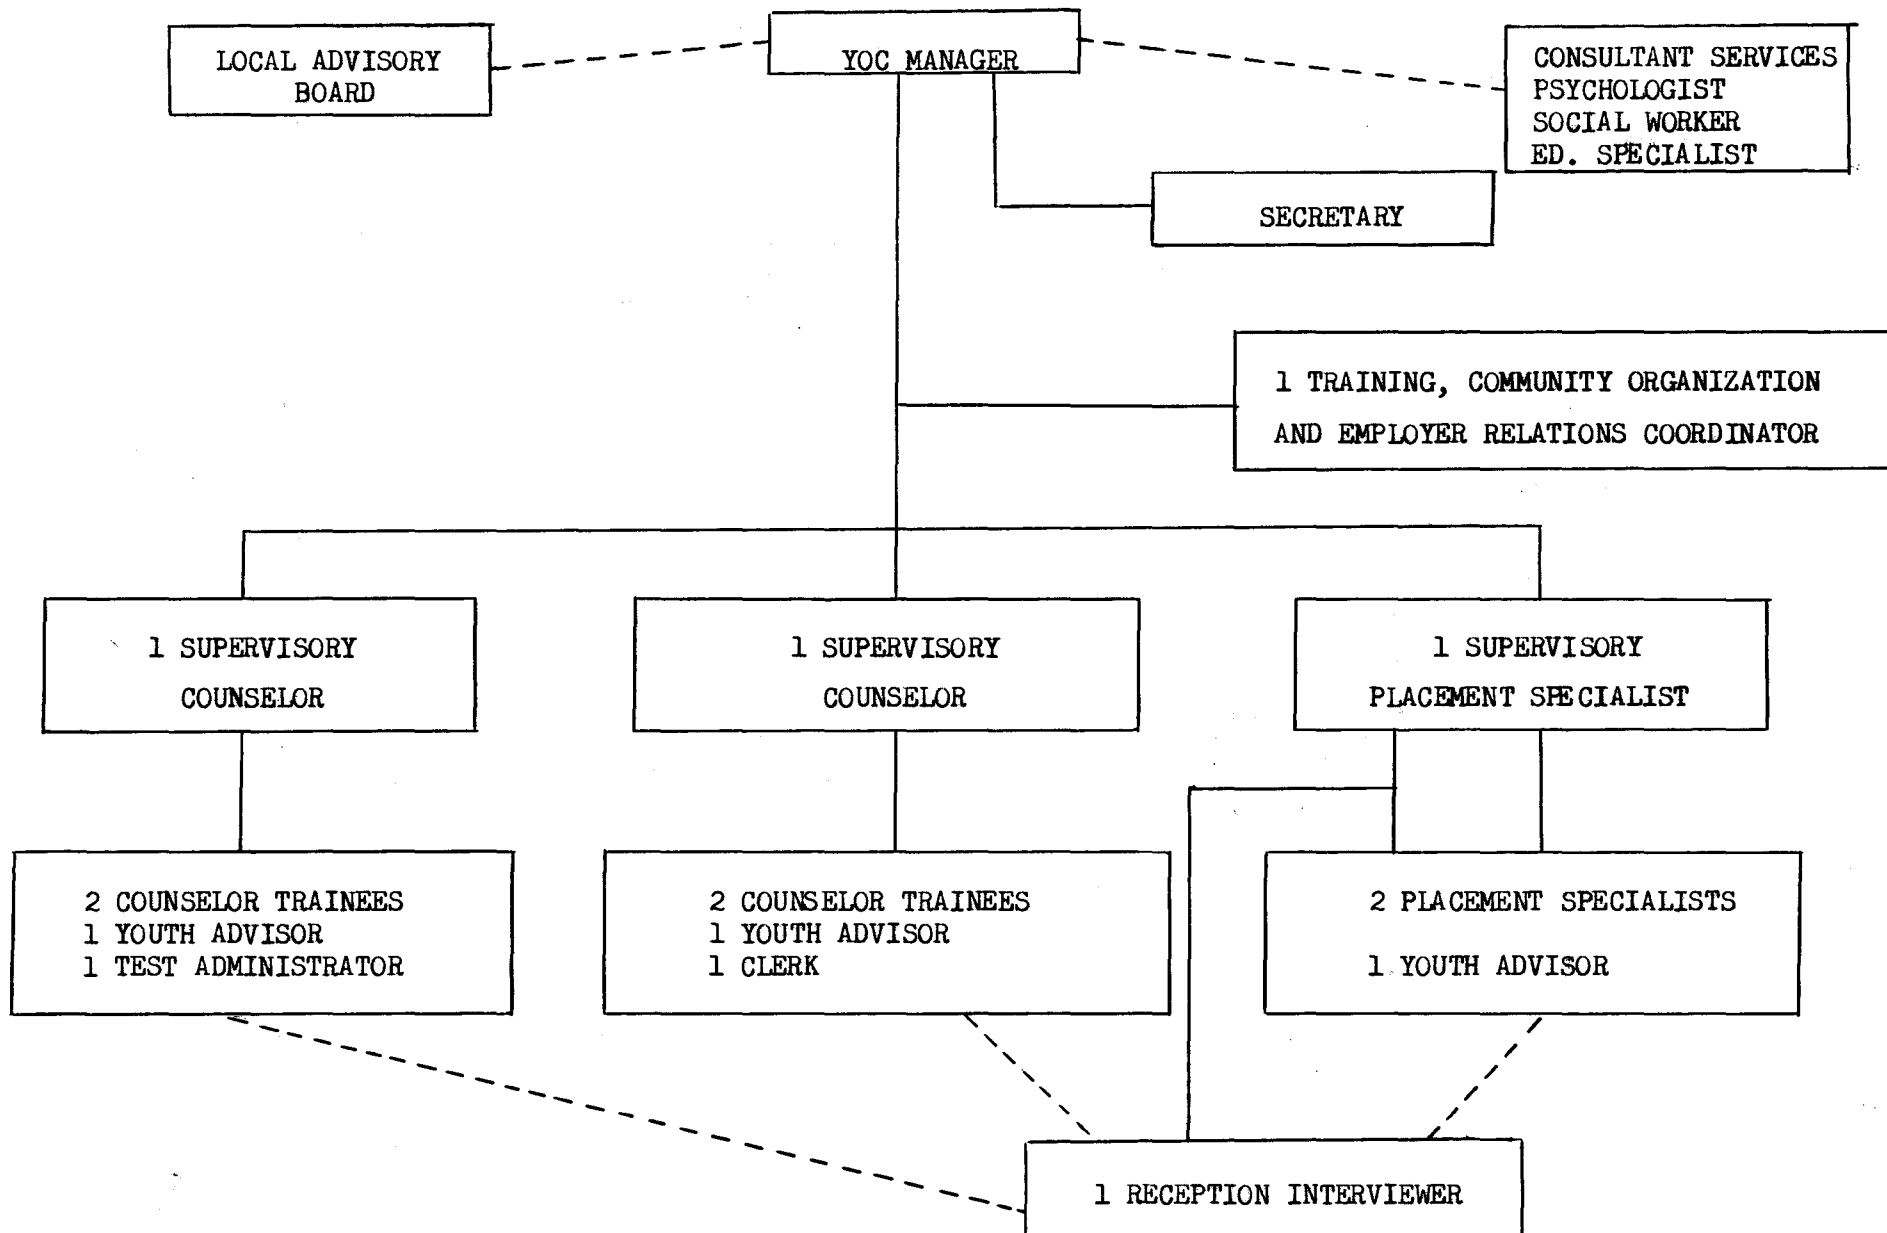 LOCAL ADVISORY
BOARD
YOC MANAGER
CONSULTANT SERVICES
PSYCHOLOGIST
SOCIAL WORKER
ED. SPECIALIST
SECRETARY
1 TRAINING, COMMUNITY ORGANIZATION
AND EMPLOYER RELATIONS COORDINATOR
1 SUPERVISORY
COUNSELOR
1 SUPERVISORY
COUNSELOR
1 SUPERVISORY
PLACEMENT SPECIALIST
2 COUNSELOR TRAINEES
1 YOUTH ADVISOR
1 TEST ADMINISTRATOR
2 COUNSELOR TRAINEES
1 YOUTH ADVISOR
1 CLERK
2 PLACEMENT SPECIALISTS
1 YOUTH ADVISOR
1 RECEPTION INTERVIEWER